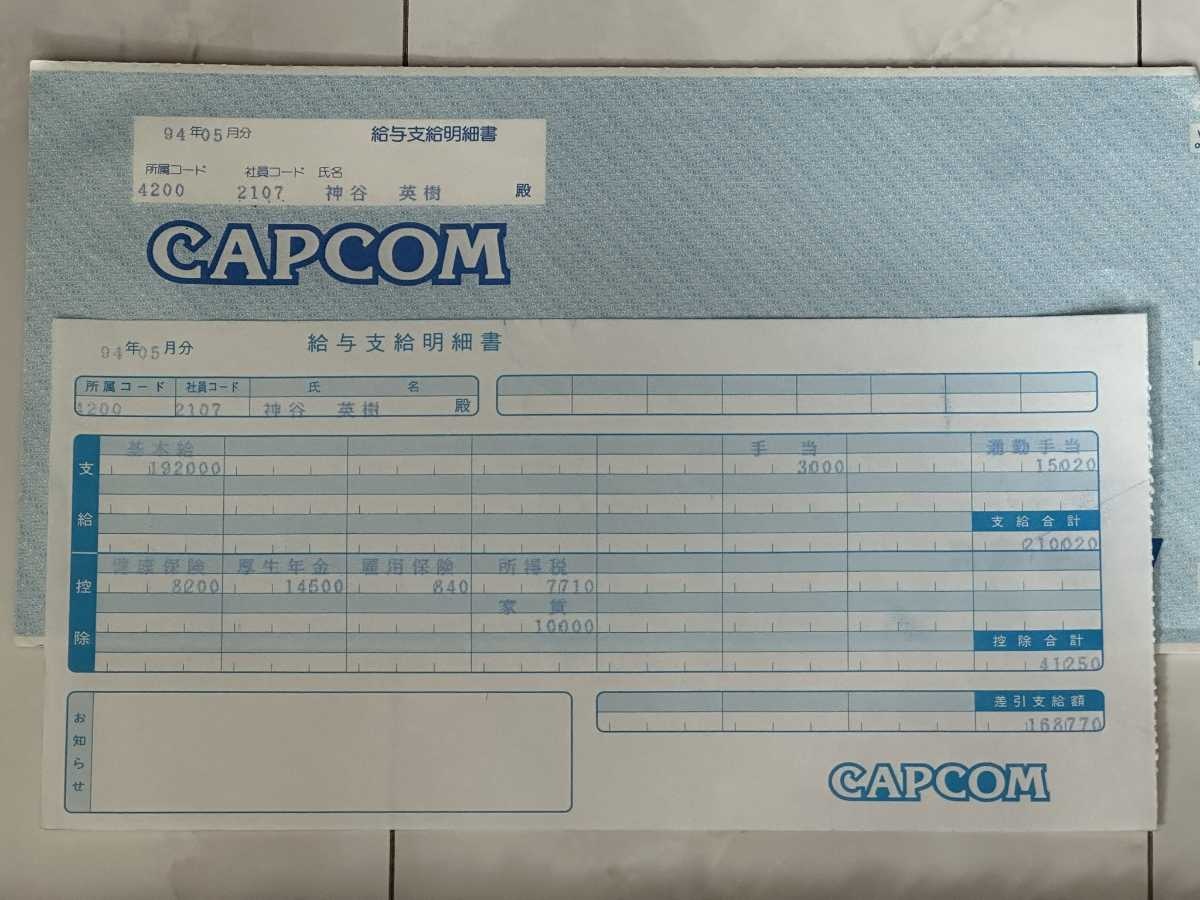 94年05月分 給与支給明細書
所属コード 社員コード 氏名
4200 2107 神谷 英樹 殿
CAPCOM
94年05月分 給与支給明細書
所属コード 社員コード 氏 名
4200 2107 神谷 英樹 殿
支給
基本給 手 当 通勤手当
192000 3000 15020
支給合計
210020
控除
健康保険 厚生年金 雇用保険 所得税
8200 14500 840 7710
家 賃
10000
控除合計
41250
お知らせ
差引支給額
168770
CAPCOM